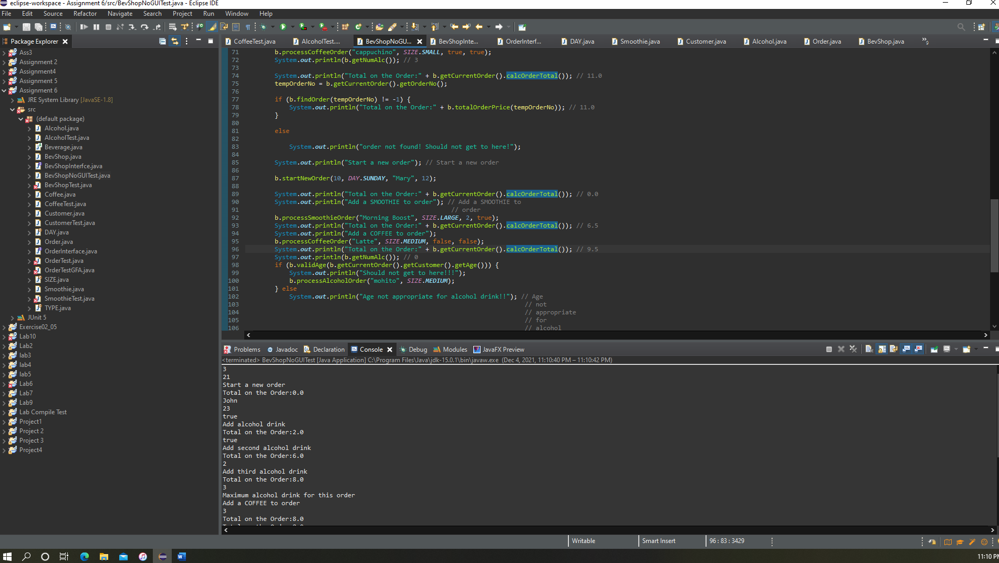 eclipse-workspace - Assignment 6/src/BevShopNoGUITest.java - Eclipse IDE
File Edit Source Refactor Navigate Search Project Run Window Help
Package Explorer
CoffeeTest.java AlcoholTest.... BevShopNoGU... BevShopInte... OrderInterf... DAY.java Smoothie.java Customer.java Alcohol.java Order.java BevShop.java »9
Ass3
Assignment 2
Assignment4
Assignment 5
Assignment 6
JRE System Library [JavaSE-1.8]
src
(default package)
Alcohol.java
AlcoholTest.java
Beverage.java
BevShop.java
BevShopInterfce.java
BevShopNoGUITest.java
BevShopTest.java
Coffee.java
CoffeeTest.java
Customer.java
CustomerTest.java
DAY.java
Order.java
OrderInterface.java
OrderTest.java
OrderTestGFA.java
SIZE.java
Smoothie.java
SmoothieTest.java
TYPE.java
JUnit 5
Exercise02_05
Lab10
Lab2
lab3
lab4
lab5
Lab6
Lab7
Lab9
Lab Compile Test
Project1
Project 2
Project 3
Project4
71 b.processCoffeeOrder("cappuchino", SIZE.SMALL, true, true);
72 System.out.println(b.getNumAlc()); // 3
73
74 System.out.println("Total on the Order:" + b.getCurrentOrder().calcOrderTotal()); // 11.0
75 tempOrderNo = b.getCurrentOrder().getOrderNo();
76
77 if (b.findOrder(tempOrderNo) != -1) {
78 System.out.println("Total on the Order:" + b.totalOrderPrice(tempOrderNo)); // 11.0
79 }
80
81 else
82
83 System.out.println("order not found! Should not get to here!");
84
85 System.out.println("Start a new order"); // Start a new order
86
87 b.startNewOrder(10, DAY.SUNDAY, "Mary", 12);
88
89 System.out.println("Total on the Order:" + b.getCurrentOrder().calcOrderTotal()); // 0.0
90 System.out.println("Add a SMOOTHIE to order"); // Add a SMOOTHIE to
91 // order
92 b.processSmoothieOrder("Morning Boost", SIZE.LARGE, 2, true);
93 System.out.println("Total on the Order:" + b.getCurrentOrder().calcOrderTotal()); // 6.5
94 System.out.println("Add a COFFEE to order");
95 b.processCoffeeOrder("Latte", SIZE.MEDIUM, false, false);
96 System.out.println("Total on the Order:" + b.getCurrentOrder().calcOrderTotal()); // 9.5
97 System.out.println(b.getNumAlc()); // 0
98 if (b.validAge(b.getCurrentOrder().getCustomer().getAge())) {
99 System.out.println("Should not get to here!!!");
100 b.processAlcoholOrder("mohito", SIZE.MEDIUM);
101 } else
102 System.out.println("Age not appropriate for alcohol drink!!"); // Age
103 // not
104 // appropriate
105 // for
106 // alcohol
Problems Javadoc Declaration Console Debug Modules JavaFX Preview
<terminated> BevShopNoGUITest [Java Application] C:\Program Files\Java\jdk-15.0.1\bin\javaw.exe (Dec 4, 2021, 11:10:40 PM – 11:10:42 PM)
3
21
Start a new order
Total on the Order:0.0
John
23
true
Add alcohol drink
Total on the Order:2.0
true
Add second alcohol drink
Total on the Order:6.0
2
Add third alcohol drink
Total on the Order:8.0
3
Maximum alcohol drink for this order
Add a COFFEE to order
3
Total on the Order:8.0
Writable Smart Insert 96 : 83 : 3429
11:10 PM